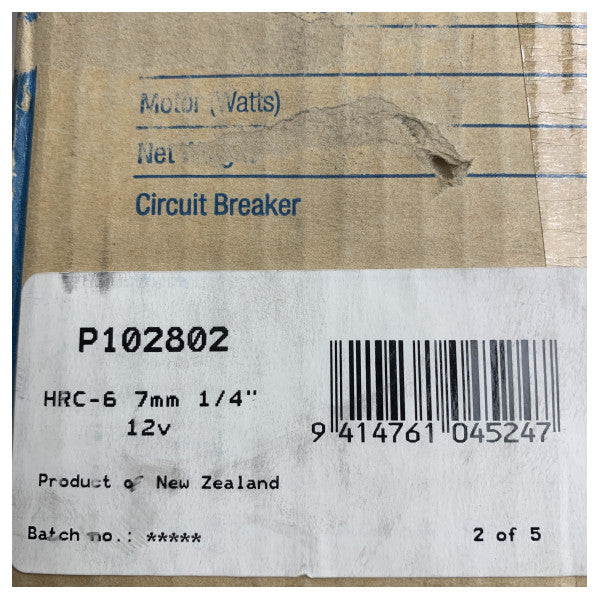 Motor (Watts)
Net
Circuit Breaker
P102802
HRC-6 7mm 1/4"
12v
9 414761 045247
Product of New Zealand
Batch no.: *****
2 of 5